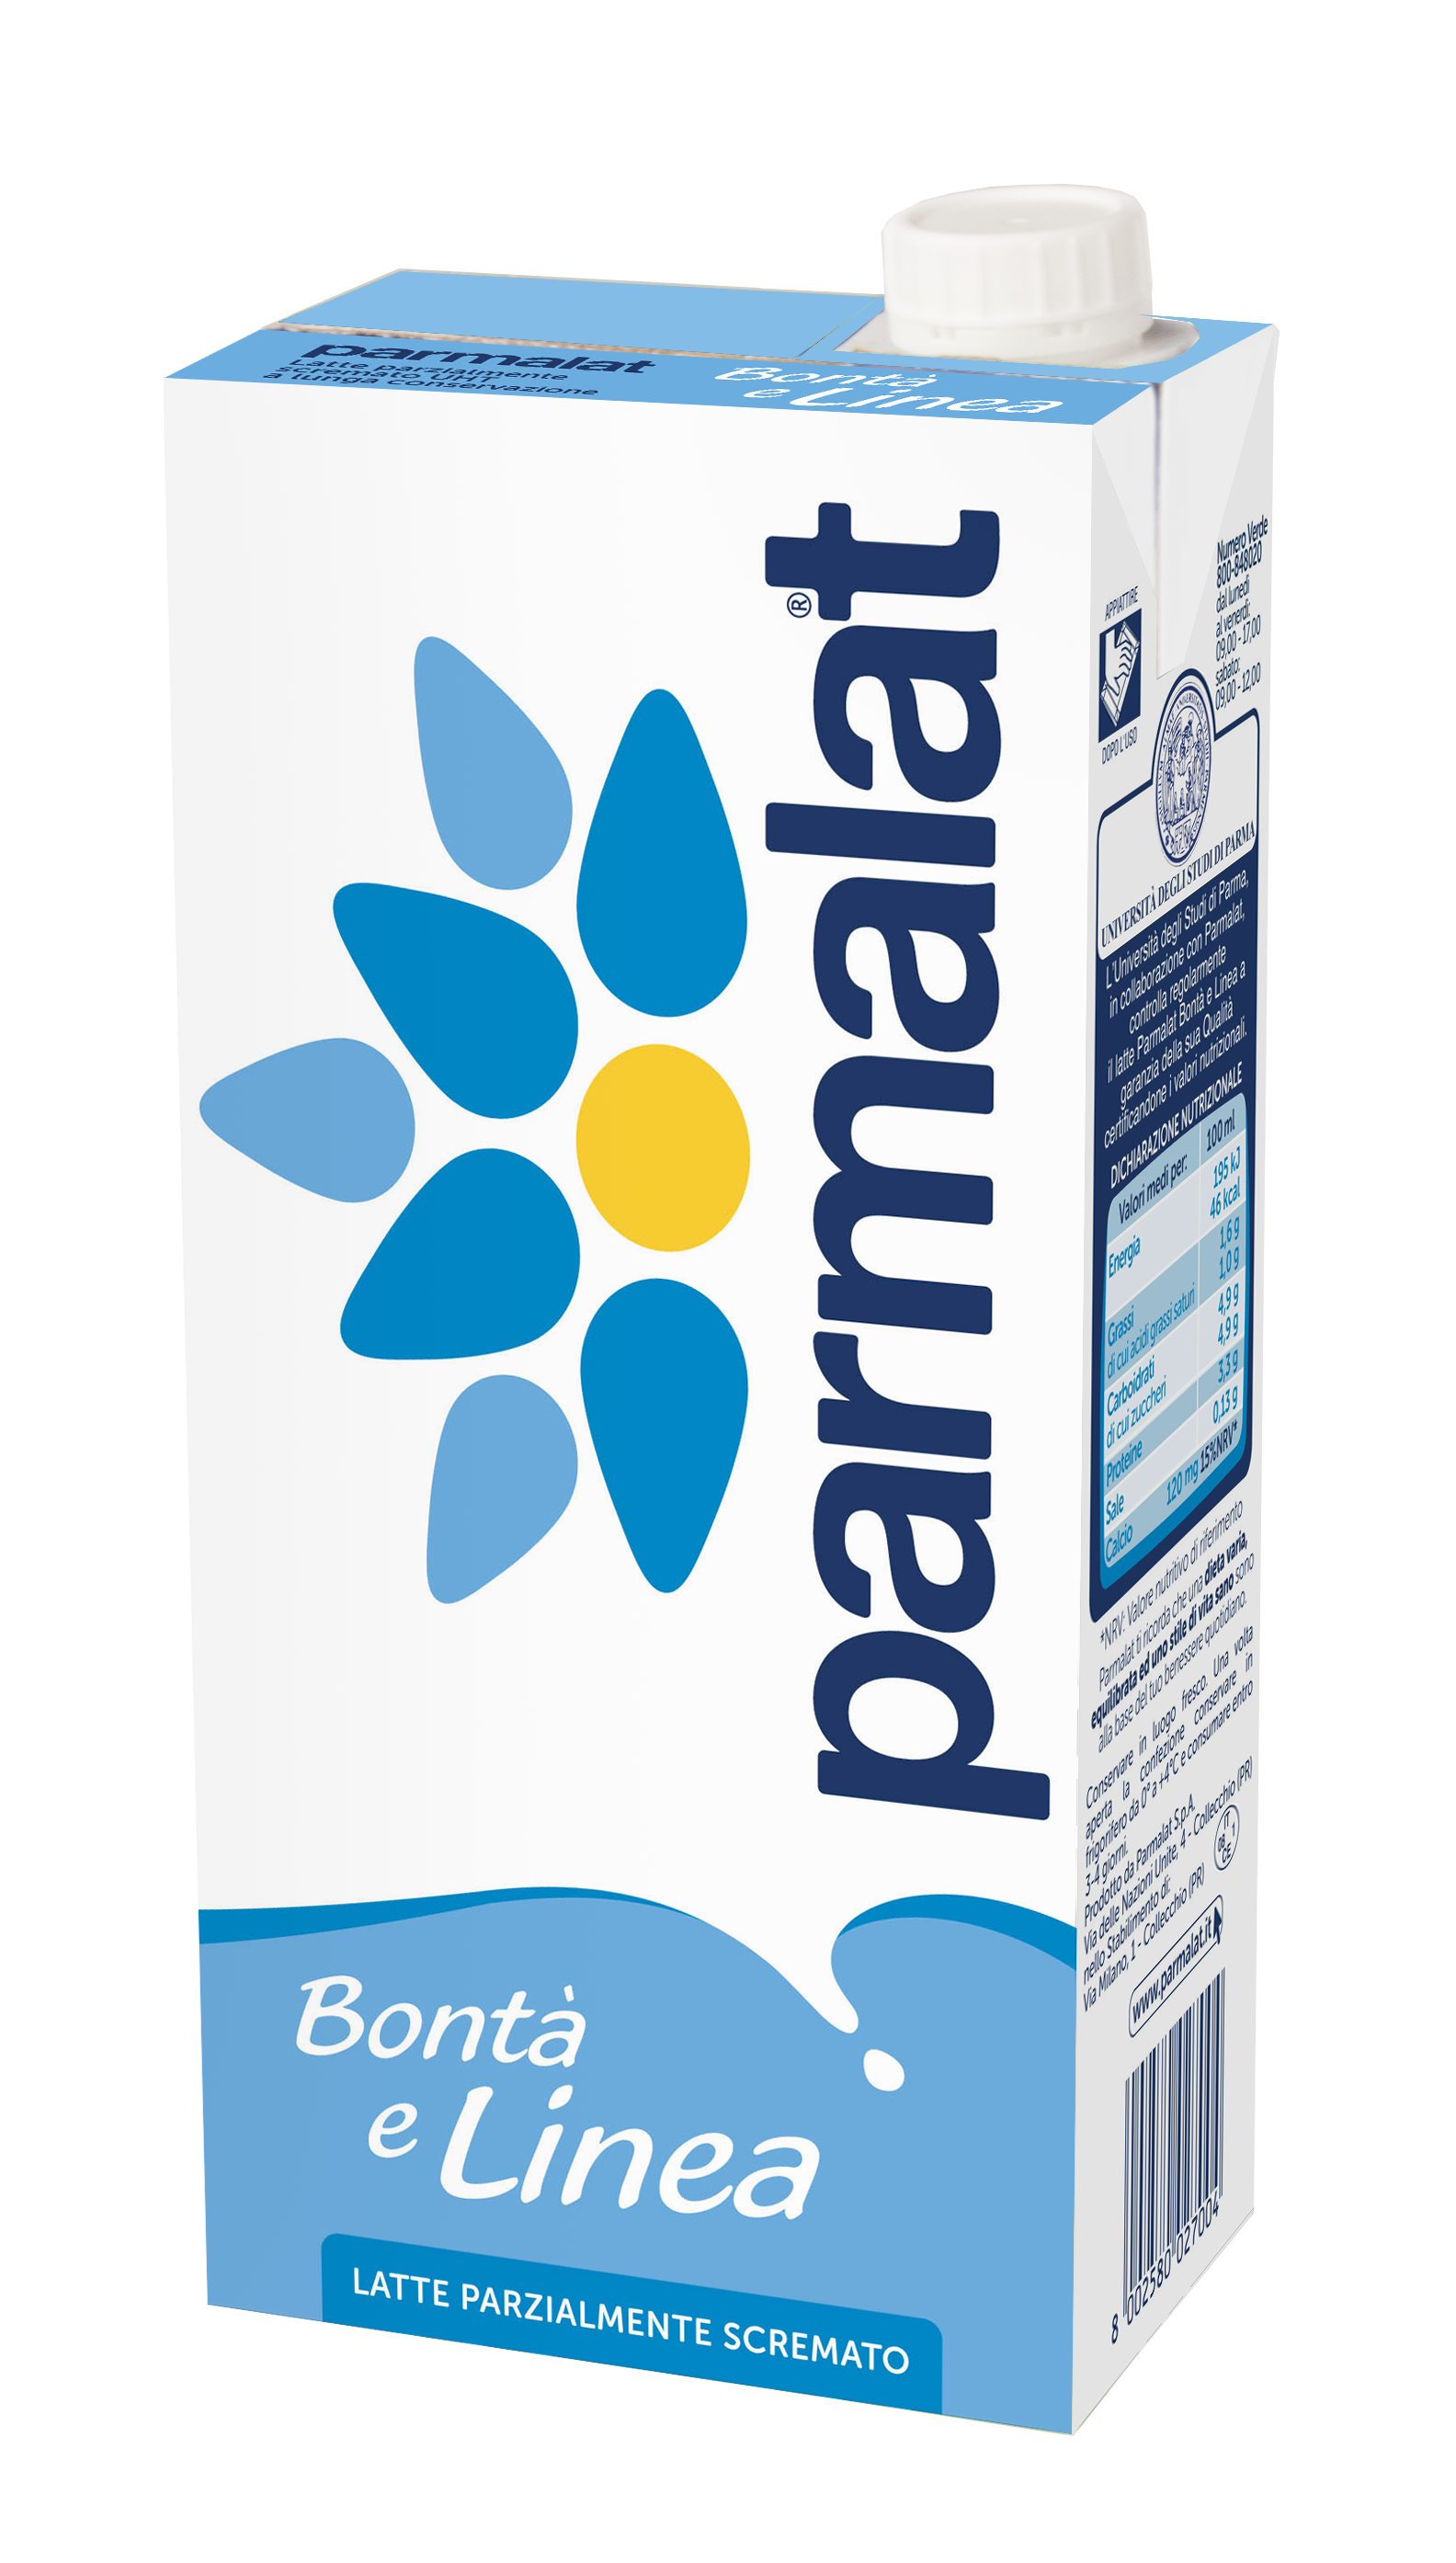 parmalat
Latte parzialmente
scremato UHT
a lunga conservazione
Bontà
e Linea
parmalat®
Bontà
e Linea
LATTE PARZIALMENTE SCREMATO
APPIATTIRE
DOPO L'USO
Numero Verde
800-848020
dal lunedì
al venerdì:
09,00 - 17,00
sabato:
09,00 - 12,00
UNIVERSITÀ DEGLI STUDI DI PARMA
L'Università degli Studi di Parma,
in collaborazione con Parmalat,
controlla regolarmente
il latte Parmalat Bontà e Linea a
garanzia della sua Qualità
certificandone i valori nutrizionali.
DICHIARAZIONE NUTRIZIONALE
Valori medi per: 100 ml
Energia 195 kJ
46 kcal
Grassi 1,6 g
di cui acidi grassi saturi 1,0 g
Carboidrati 4,9 g
di cui zuccheri 4,9 g
Proteine 3,3 g
Sale 0,13 g
Calcio 120 mg 15%NRV*
*NRV: Valore nutritivo di riferimento
Parmalat ti ricorda che una dieta varia,
equilibrata ed uno stile di vita sano sono
alla base del tuo benessere quotidiano.
Conservare in luogo fresco. Una volta
aperta la confezione conservare in
frigorifero da 0° a +4°C e consumare entro
3-4 giorni.
Prodotto da Parmalat S.p.A.
Via delle Nazioni Unite, 4 - Collecchio (PR)
nello Stabilimento di:
Via Milano, 1 - Collecchio (PR)
IT
08 1
CE
www.parmalat.it
8 002580 027004